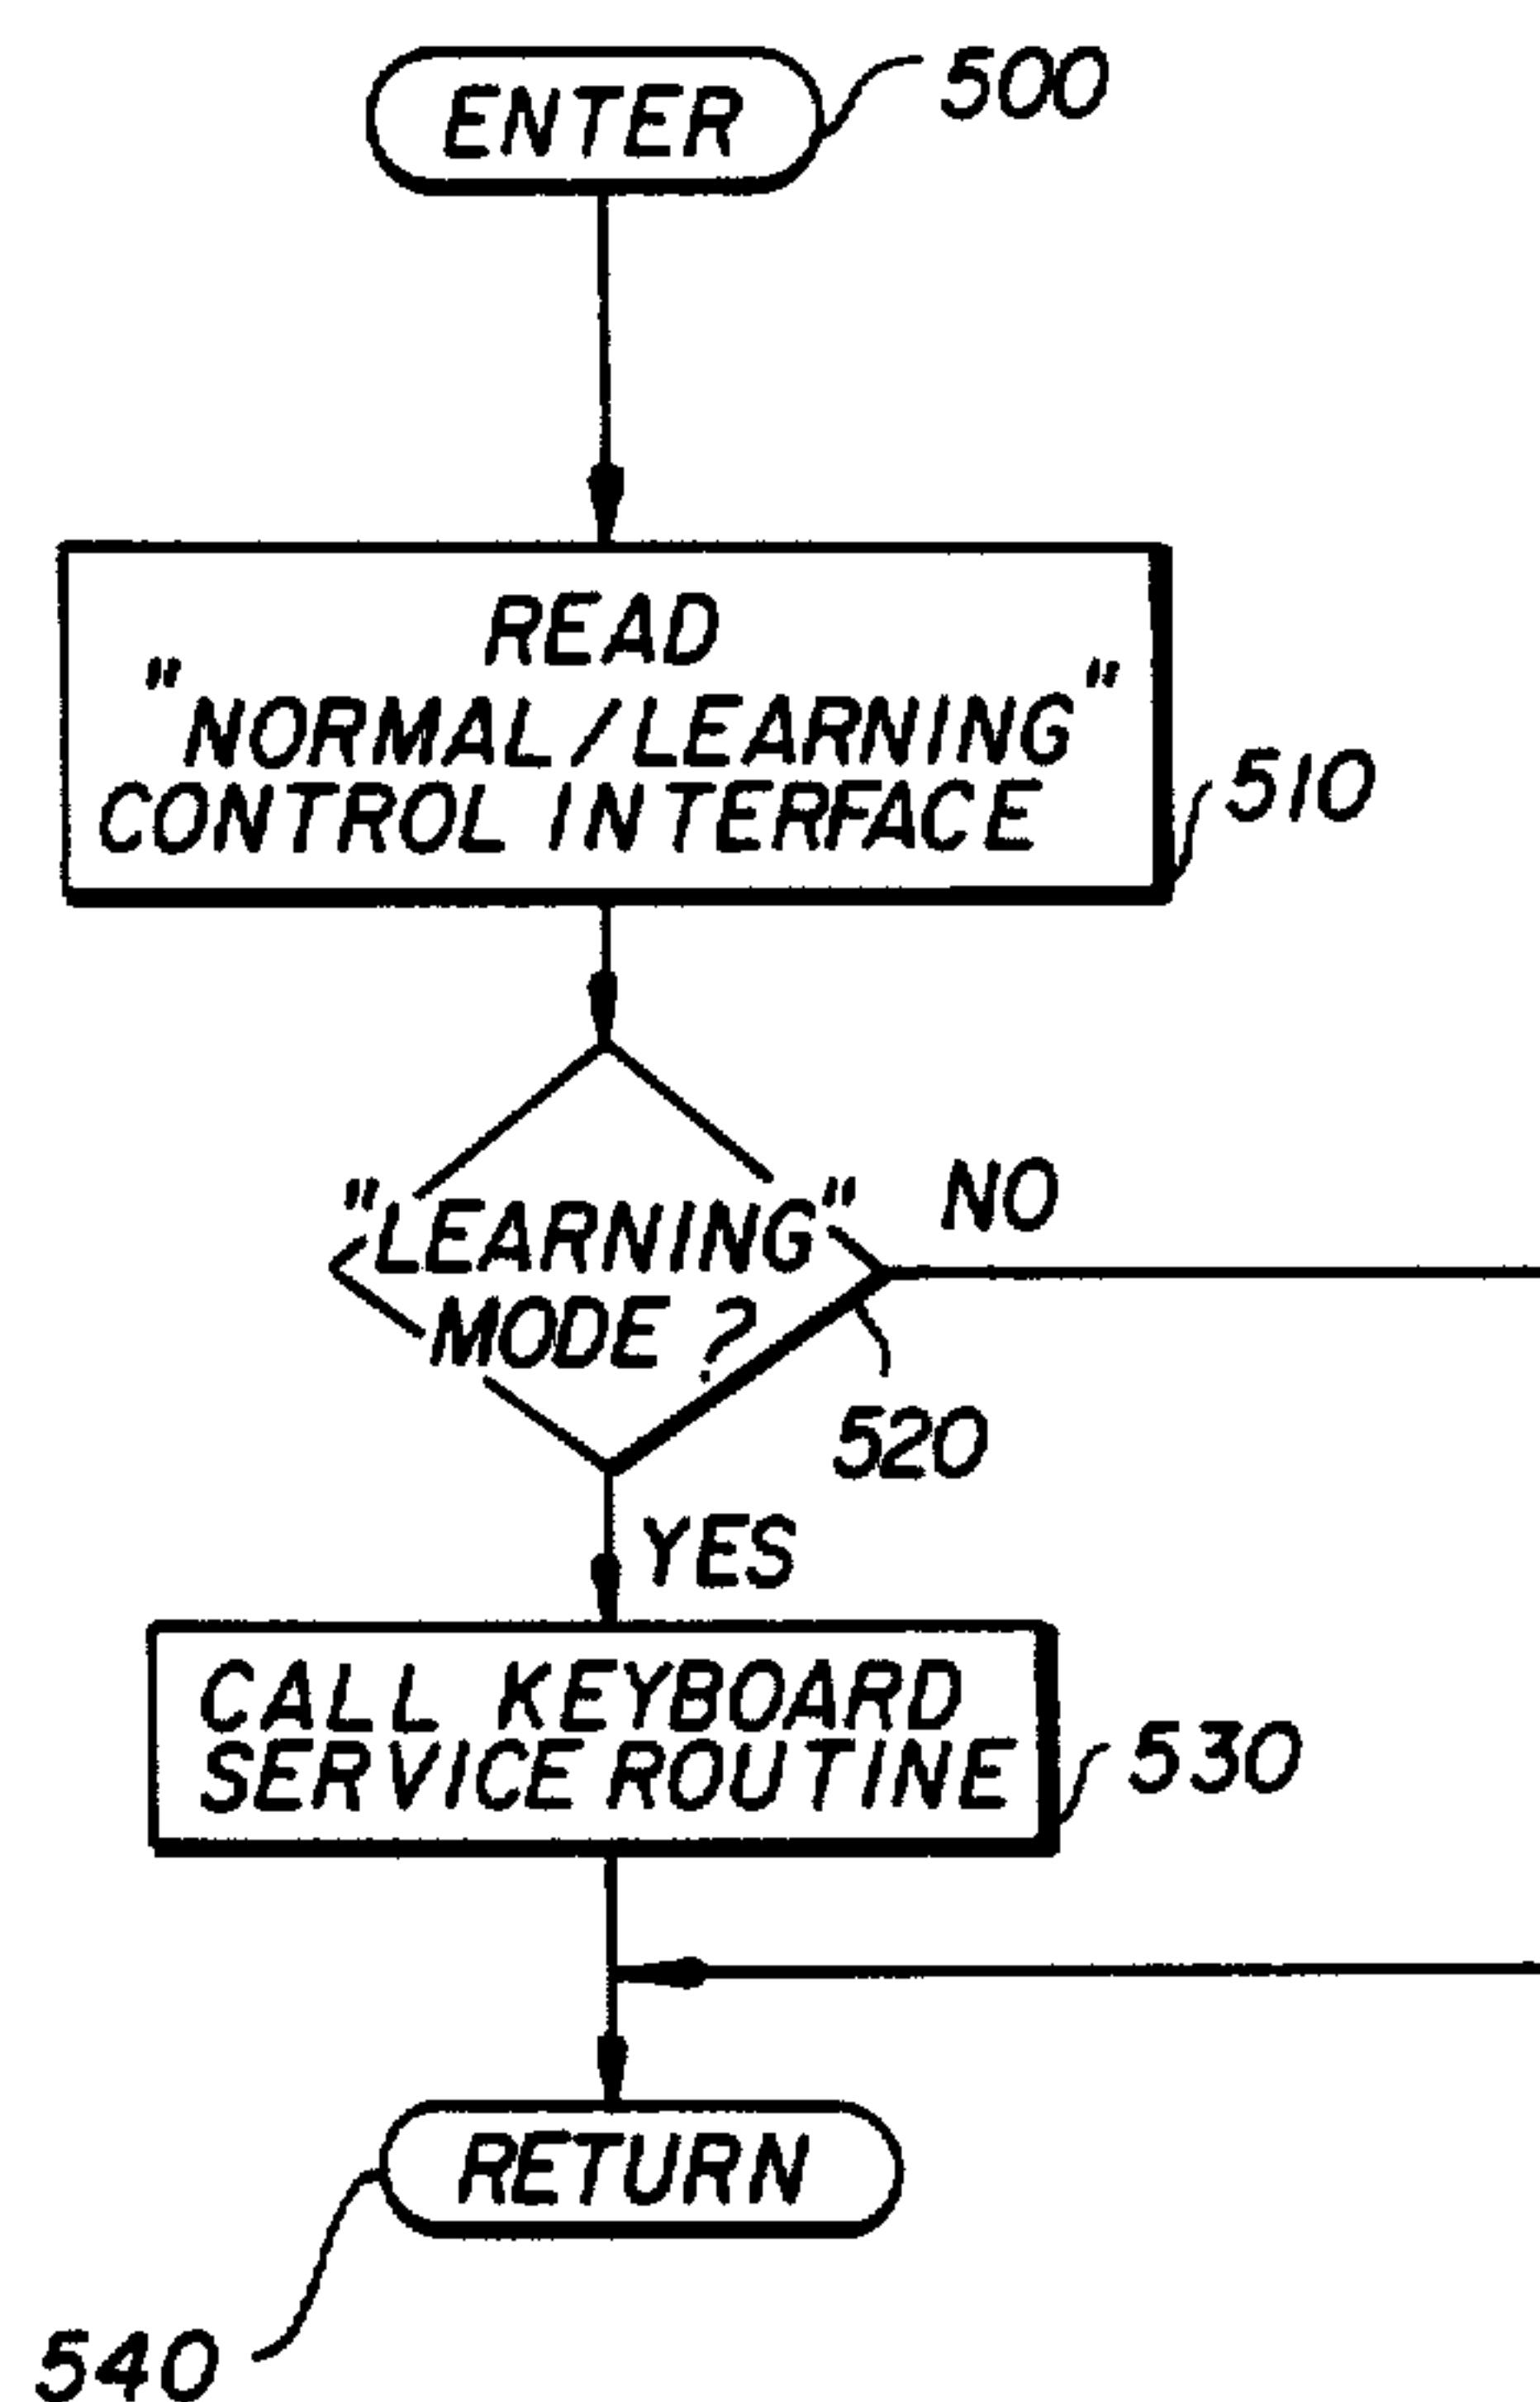 ENTER
500
READ
"NORMAL/LEARNING"
CONTROL INTERFACE
510
"LEARNING"
MODE ?
NO
520
YES
CALL KEYBOARD
SERVICE ROUTINE
530
RETURN
540